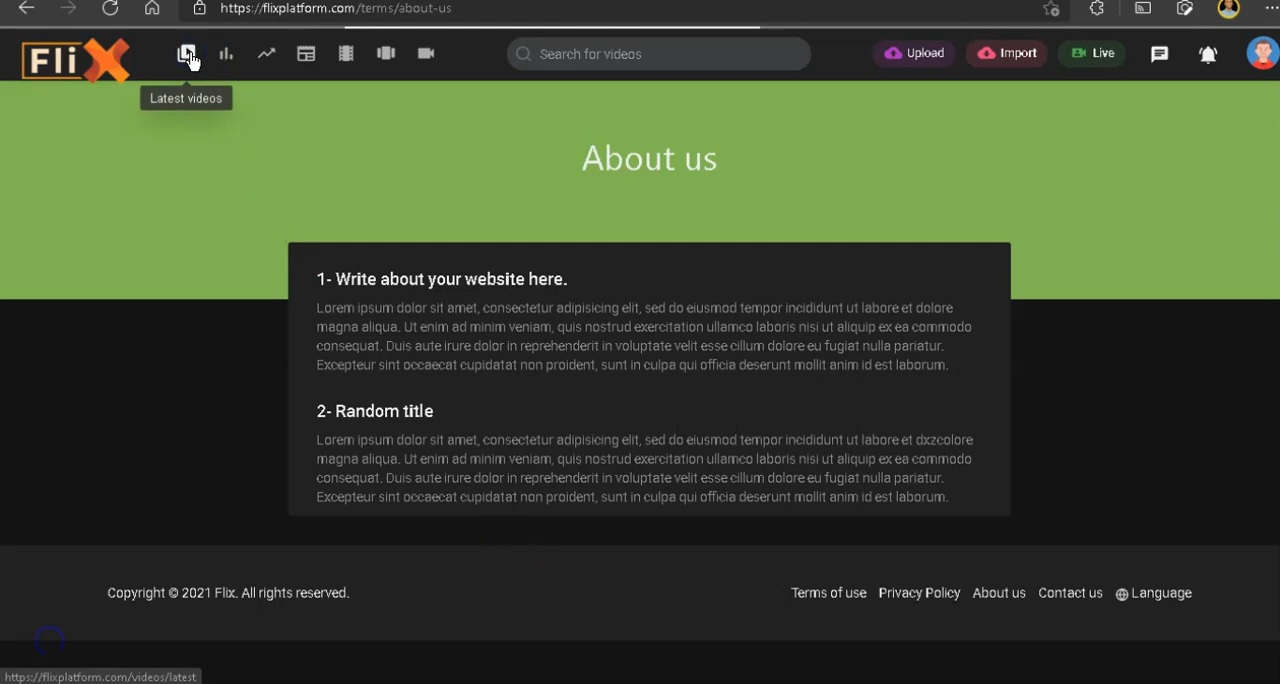 https://flixplatform.com/terms/about-us
FliX
Search for videos
Upload
Import
Live
Latest videos
About us
1- Write about your website here.
Lorem ipsum dolor sit amet, consectetur adipisicing elit, sed do eiusmod tempor incididunt ut labore et dolore
magna aliqua. Ut enim ad minim veniam, quis nostrud exercitation ullamco laboris nisi ut aliquip ex ea commodo
consequat. Duis aute irure dolor in reprehenderit in voluptate velit esse cillum dolore eu fugiat nulla pariatur.
Excepteur sint occaecat cupidatat non proident, sunt in culpa qui officia deserunt mollit anim id est laborum.
2- Random title
Lorem ipsum dolor sit amet, consectetur adipisicing elit, sed do eiusmod tempor incididunt ut labore et dxzcolore
magna aliqua. Ut enim ad minim veniam, quis nostrud exercitation ullamco laboris nisi ut aliquip ex ea commodo
consequat. Duis aute irure dolor in reprehenderit in voluptate velit esse cillum dolore eu fugiat nulla pariatur.
Excepteur sint occaecat cupidatat non proident, sunt in culpa qui officia deserunt mollit anim id est laborum.
Copyright © 2021 Flix. All rights reserved.
Terms of use Privacy Policy About us Contact us Language
https://flixplatform.com/videos/latest